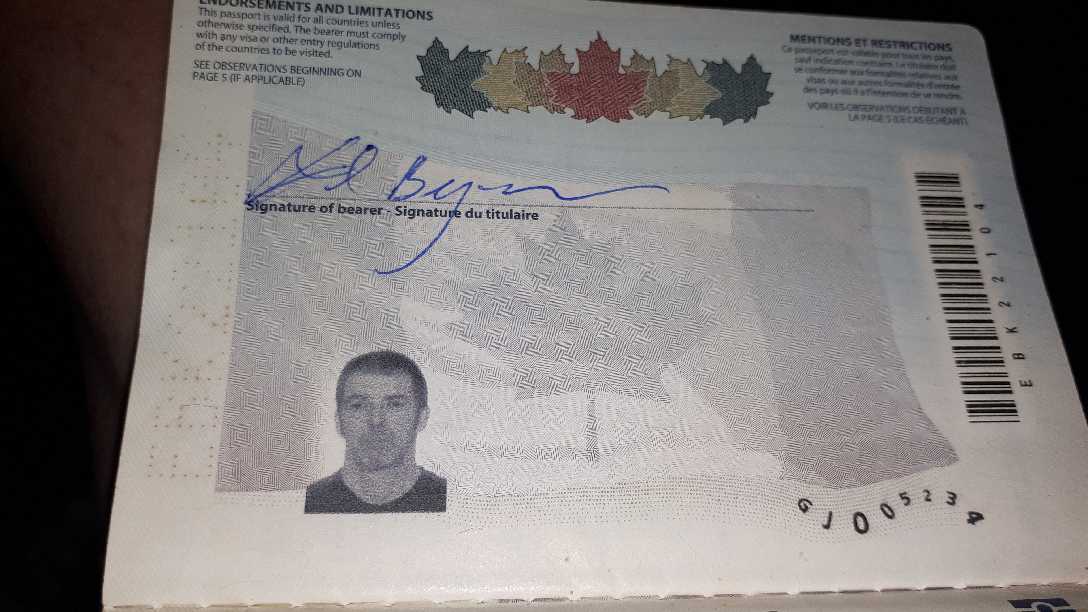 ENDORSEMENTS AND LIMITATIONS
This passport is valid for all countries unless
otherwise specified. The bearer must comply
with any visa or other entry regulations
of the countries to be visited.
SEE OBSERVATIONS BEGINNING ON
PAGE 5 (IF APPLICABLE)
MENTIONS ET RESTRICTIONS
Ce passeport est valable pour tous les pays,
sauf indication contraire. Le titulaire doit
se conformer aux formalités relatives aux
visas ou aux autres formalités d'entrée
des pays où il a l'intention de se rendre.
VOIR LES OBSERVATIONS DÉBUTANT À
LA PAGE 5 (LE CAS ÉCHÉANT)
Signature of bearer - Signature du titulaire
EBK22104
GJ005234